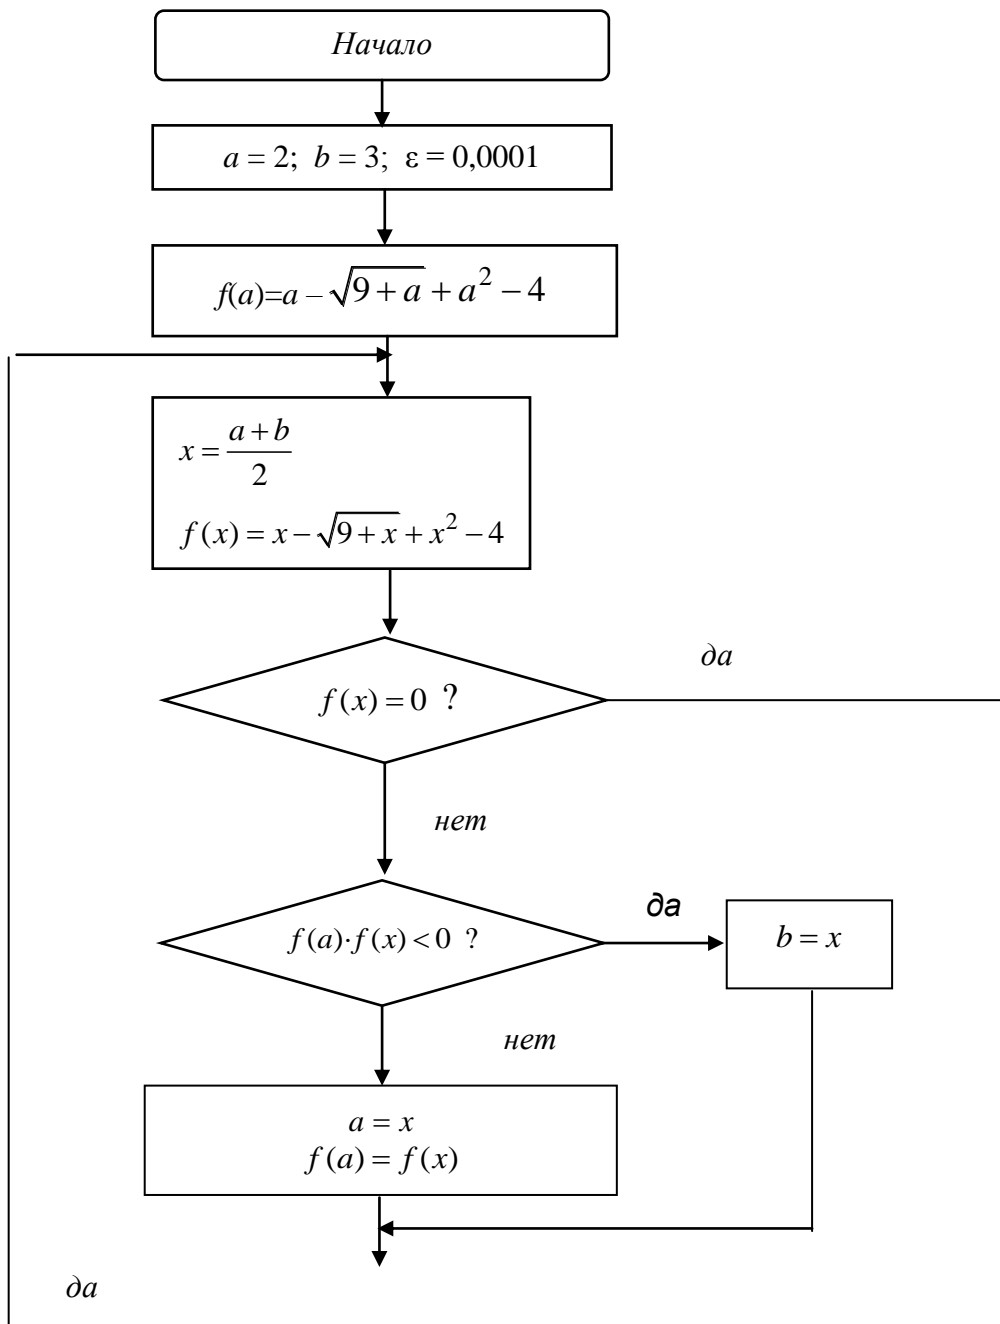 Начало
a = 2; b = 3; ε = 0,0001
f(a)=a – √(9 + a) + a² − 4
x = (a + b)/2
f(x) = x − √(9 + x) + x² − 4
да
f(x) = 0 ?
нет
да
f(a)·f(x) < 0 ?
b = x
нет
a = x
f(a) = f(x)
да